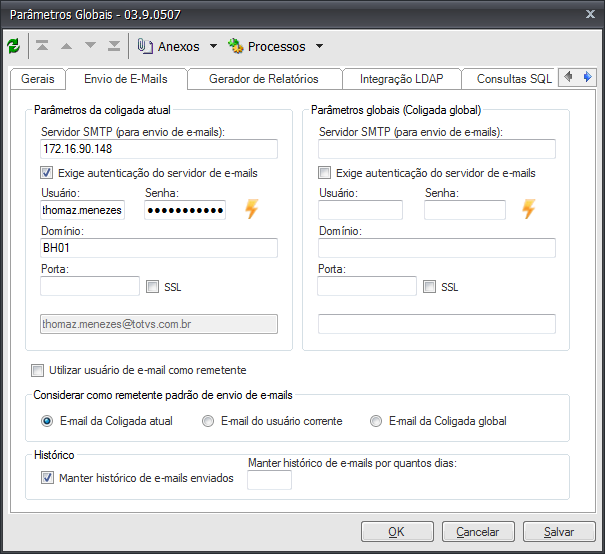 Parâmetros Globais - 03.9.0507
Anexos
Processos
Gerais
Envio de E-Mails
Gerador de Relatórios
Integração LDAP
Consultas SQL
Parâmetros da coligada atual
Servidor SMTP (para envio de e-mails):
172.16.90.148
Exige autenticação do servidor de e-mails
Usuário:
Senha:
thomaz.menezes
●●●●●●●●●●●
Domínio:
BH01
Porta:
SSL
thomaz.menezes@totvs.com.br
Parâmetros globais (Coligada global)
Servidor SMTP (para envio de e-mails):
Exige autenticação do servidor de e-mails
Usuário:
Senha:
Domínio:
Porta:
SSL
Utilizar usuário de e-mail como remetente
Considerar como remetente padrão de envio de e-mails
E-mail da Coligada atual
E-mail do usuário corrente
E-mail da Coligada global
Histórico
Manter histórico de e-mails enviados
Manter histórico de e-mails por quantos dias:
OK
Cancelar
Salvar